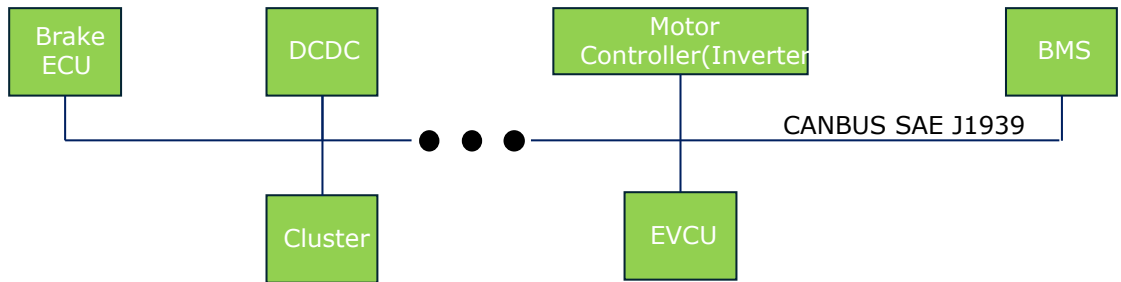 Brake
ECU
DCDC
Motor
Controller(Inverter
BMS
CANBUS SAE J1939
Cluster
EVCU